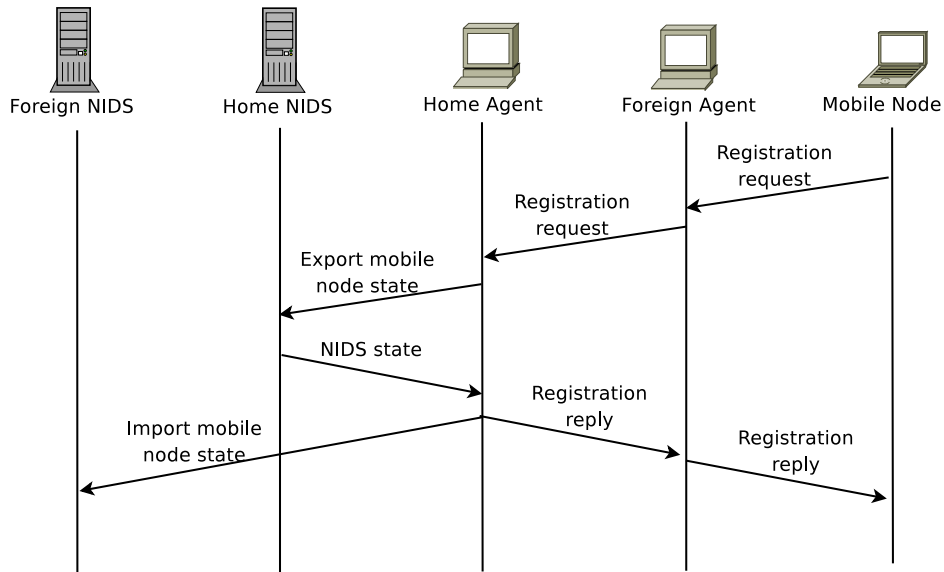 Foreign NIDS
Home NIDS
Home Agent
Foreign Agent
Mobile Node
Registration
request
Registration
request
Export mobile
node state
NIDS state
Registration
reply
Import mobile
node state
Registration
reply